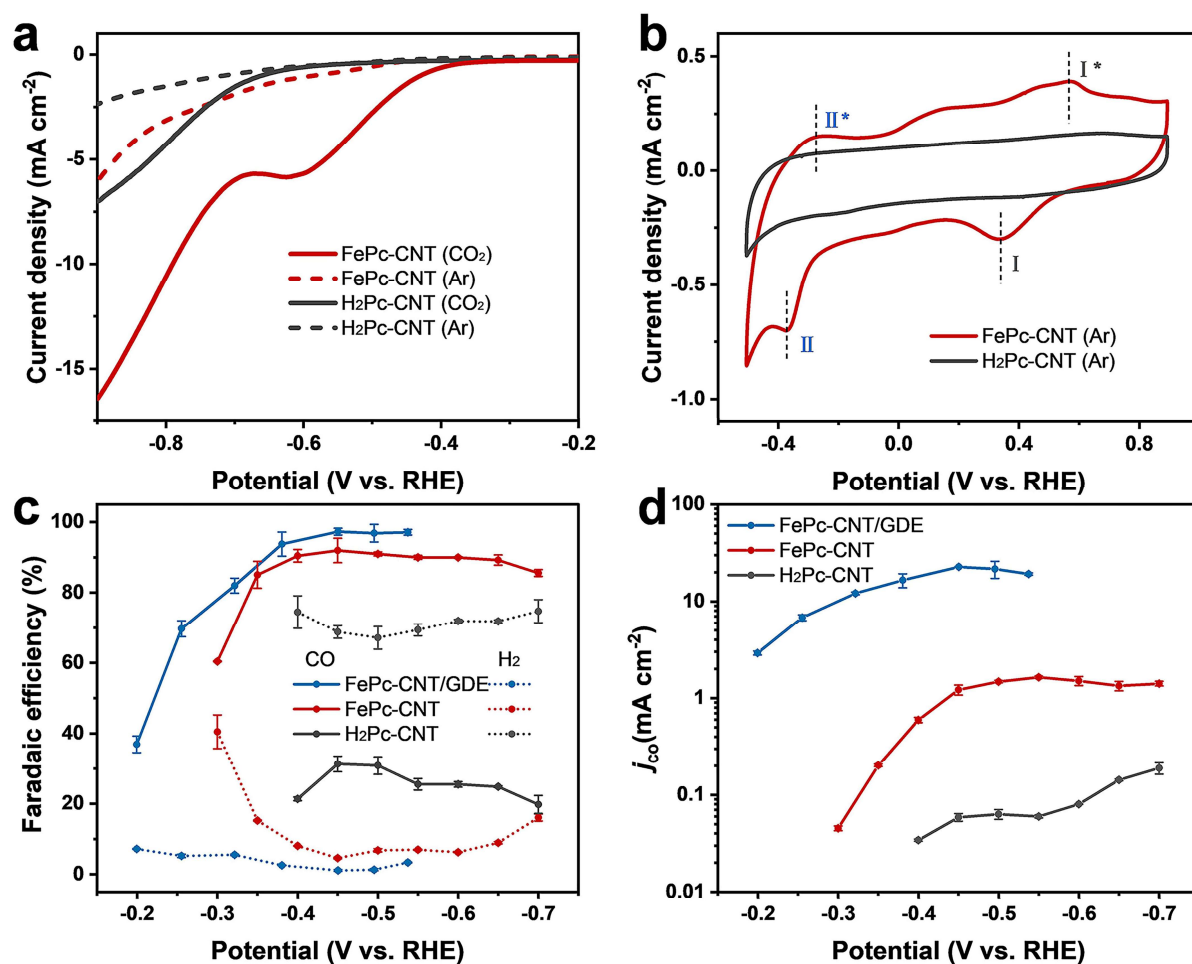 a
0
-5
-10
-15
-0.8
-0.6
-0.4
-0.2
Current density (mA cm⁻²)
Potential (V vs. RHE)
FePc-CNT (CO₂)
FePc-CNT (Ar)
H₂Pc-CNT (CO₂)
H₂Pc-CNT (Ar)
b
0.5
0.0
-0.5
-1.0
-0.4
0.0
0.4
0.8
Current density (mA cm⁻²)
Potential (V vs. RHE)
I*
II*
I
II
FePc-CNT (Ar)
H₂Pc-CNT (Ar)
c
100
80
60
40
20
0
-0.2
-0.3
-0.4
-0.5
-0.6
-0.7
Faradaic efficiency (%)
Potential (V vs. RHE)
CO H₂
FePc-CNT/GDE
FePc-CNT
H₂Pc-CNT
d
100
10
1
0.1
0.01
-0.2
-0.3
-0.4
-0.5
-0.6
-0.7
jco(mA cm⁻²)
Potential (V vs. RHE)
FePc-CNT/GDE
FePc-CNT
H₂Pc-CNT